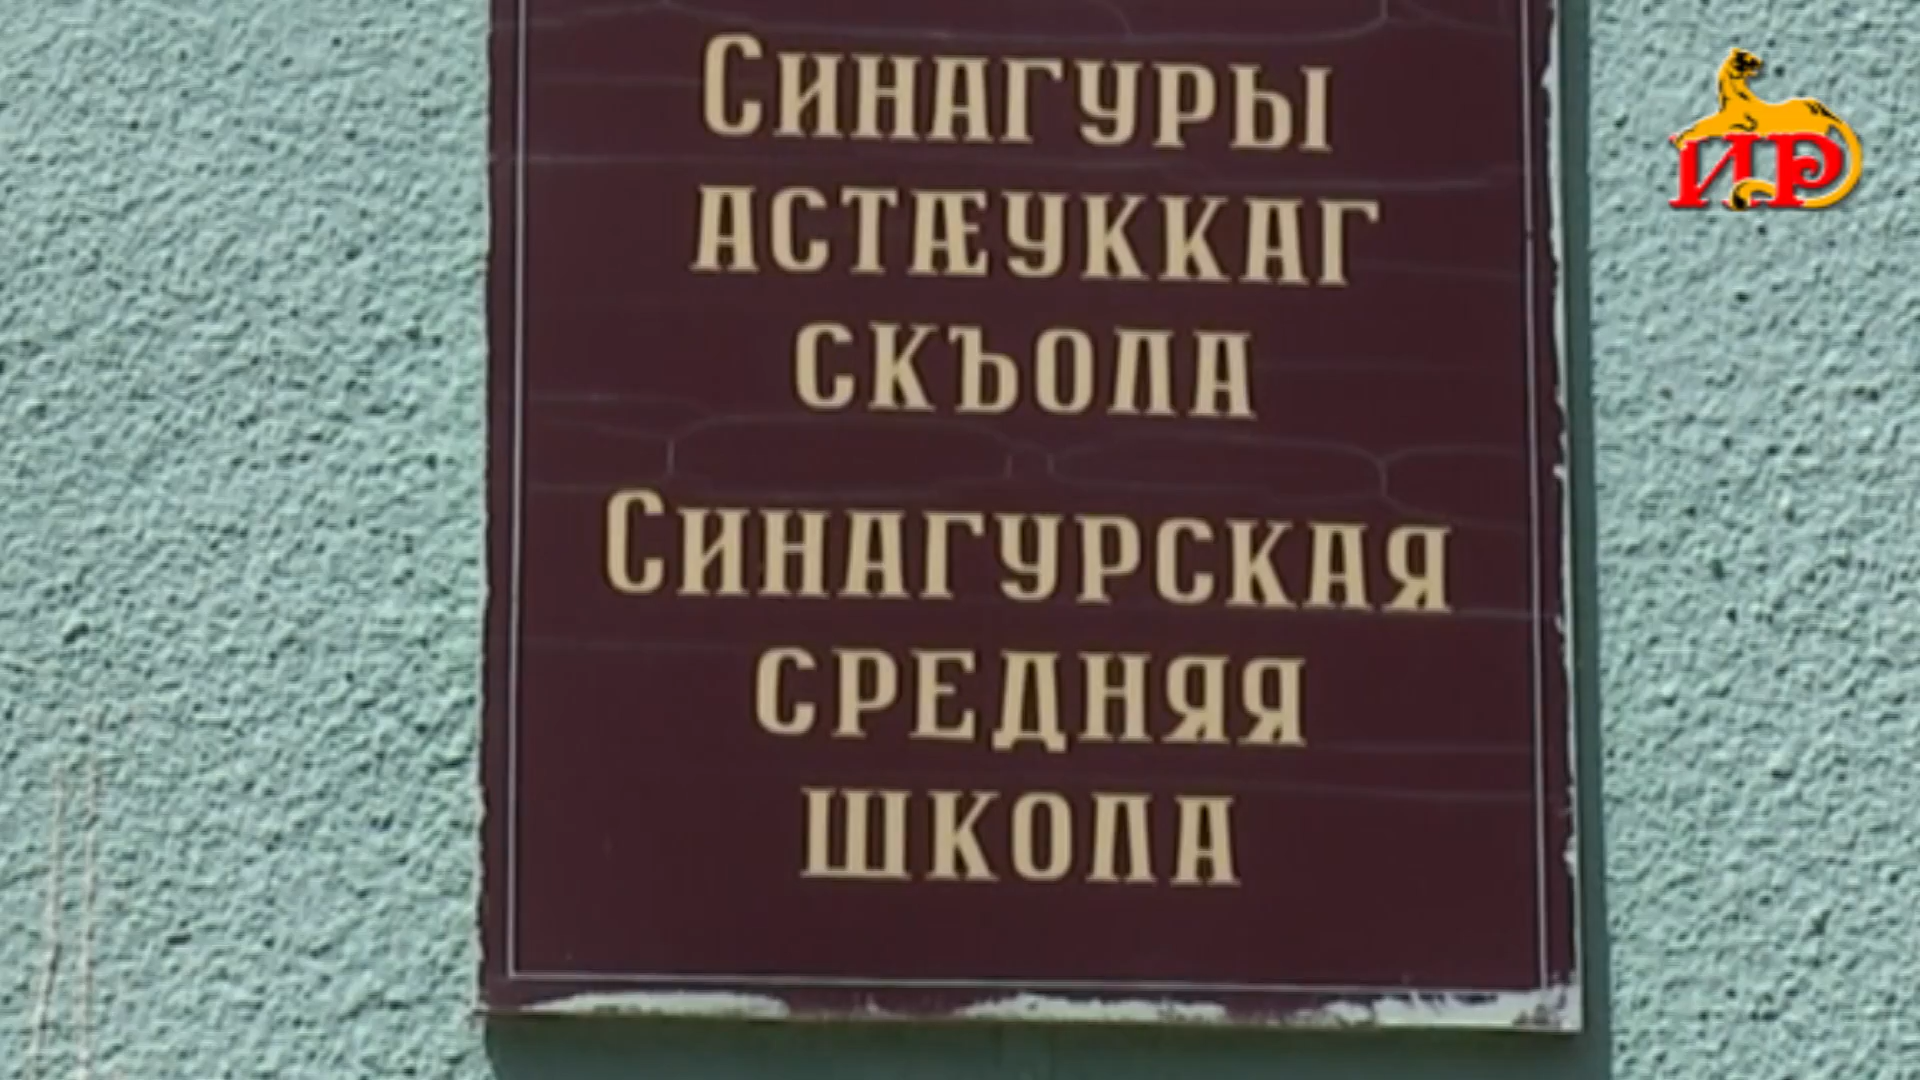 Синагуры
астæуккаг
скъола
Синагурская
средняя
школа
ИР